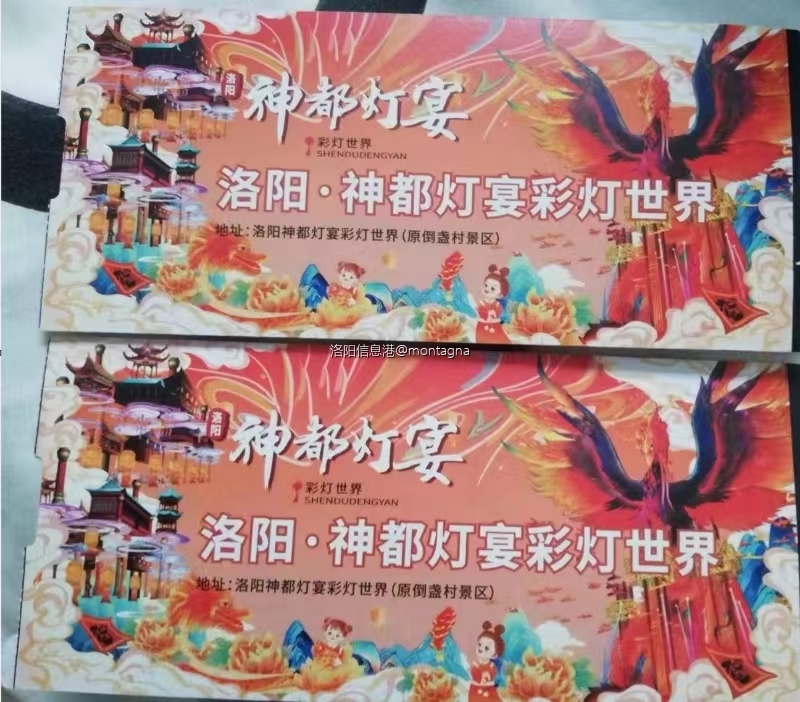 洛阳
神都灯宴
彩灯世界
SHENDUDENGYAN
洛阳·神都灯宴彩灯世界
地址：洛阳神都灯宴彩灯世界（原倒盏村景区）
洛阳信息港@montagna
洛阳
神都灯宴
彩灯世界
SHENDUDENGYAN
洛阳·神都灯宴彩灯世界
地址：洛阳神都灯宴彩灯世界（原倒盏村景区）